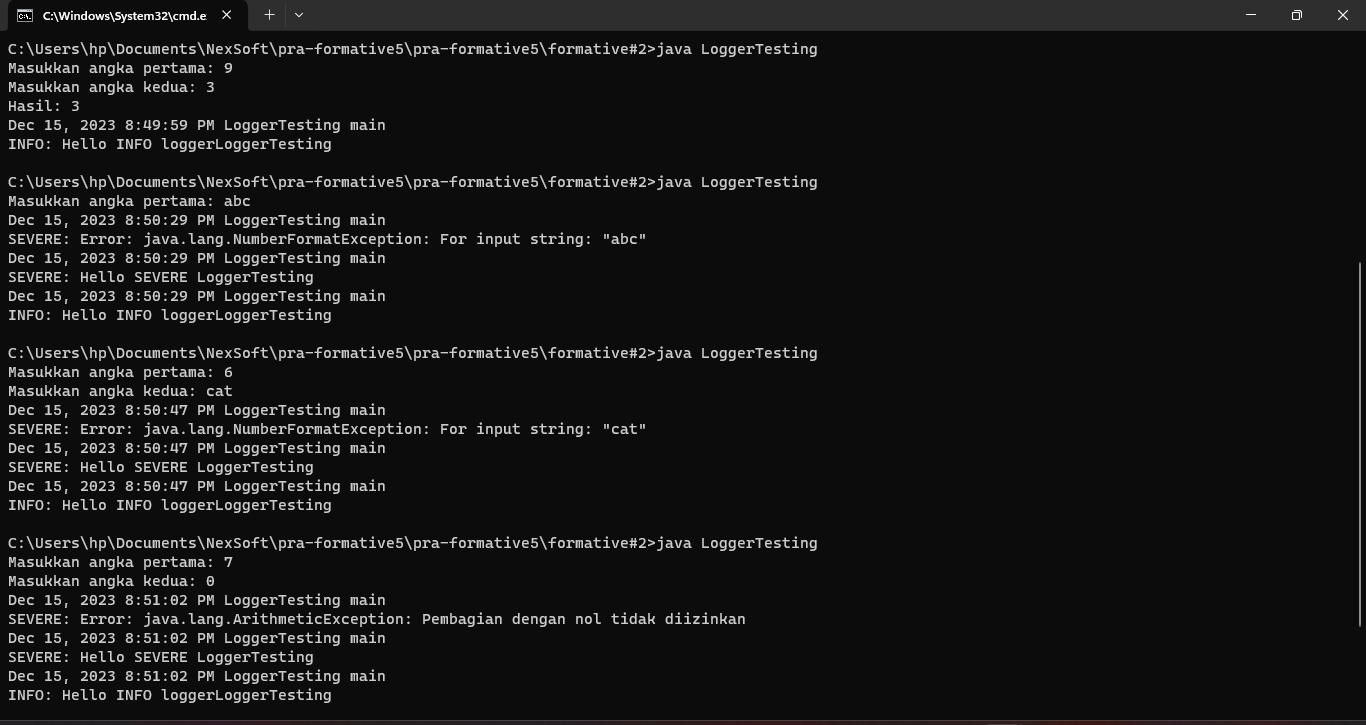 C:\Windows\System32\cmd.e
C:\Users\hp\Documents\NexSoft\pra-formative5\pra-formative5\formative#2>java LoggerTesting
Masukkan angka pertama: 9
Masukkan angka kedua: 3
Hasil: 3
Dec 15, 2023 8:49:59 PM LoggerTesting main
INFO: Hello INFO loggerLoggerTesting
C:\Users\hp\Documents\NexSoft\pra-formative5\pra-formative5\formative#2>java LoggerTesting
Masukkan angka pertama: abc
Dec 15, 2023 8:50:29 PM LoggerTesting main
SEVERE: Error: java.lang.NumberFormatException: For input string: "abc"
Dec 15, 2023 8:50:29 PM LoggerTesting main
SEVERE: Hello SEVERE LoggerTesting
Dec 15, 2023 8:50:29 PM LoggerTesting main
INFO: Hello INFO loggerLoggerTesting
C:\Users\hp\Documents\NexSoft\pra-formative5\pra-formative5\formative#2>java LoggerTesting
Masukkan angka pertama: 6
Masukkan angka kedua: cat
Dec 15, 2023 8:50:47 PM LoggerTesting main
SEVERE: Error: java.lang.NumberFormatException: For input string: "cat"
Dec 15, 2023 8:50:47 PM LoggerTesting main
SEVERE: Hello SEVERE LoggerTesting
Dec 15, 2023 8:50:47 PM LoggerTesting main
INFO: Hello INFO loggerLoggerTesting
C:\Users\hp\Documents\NexSoft\pra-formative5\pra-formative5\formative#2>java LoggerTesting
Masukkan angka pertama: 7
Masukkan angka kedua: 0
Dec 15, 2023 8:51:02 PM LoggerTesting main
SEVERE: Error: java.lang.ArithmeticException: Pembagian dengan nol tidak diizinkan
Dec 15, 2023 8:51:02 PM LoggerTesting main
SEVERE: Hello SEVERE LoggerTesting
Dec 15, 2023 8:51:02 PM LoggerTesting main
INFO: Hello INFO loggerLoggerTesting